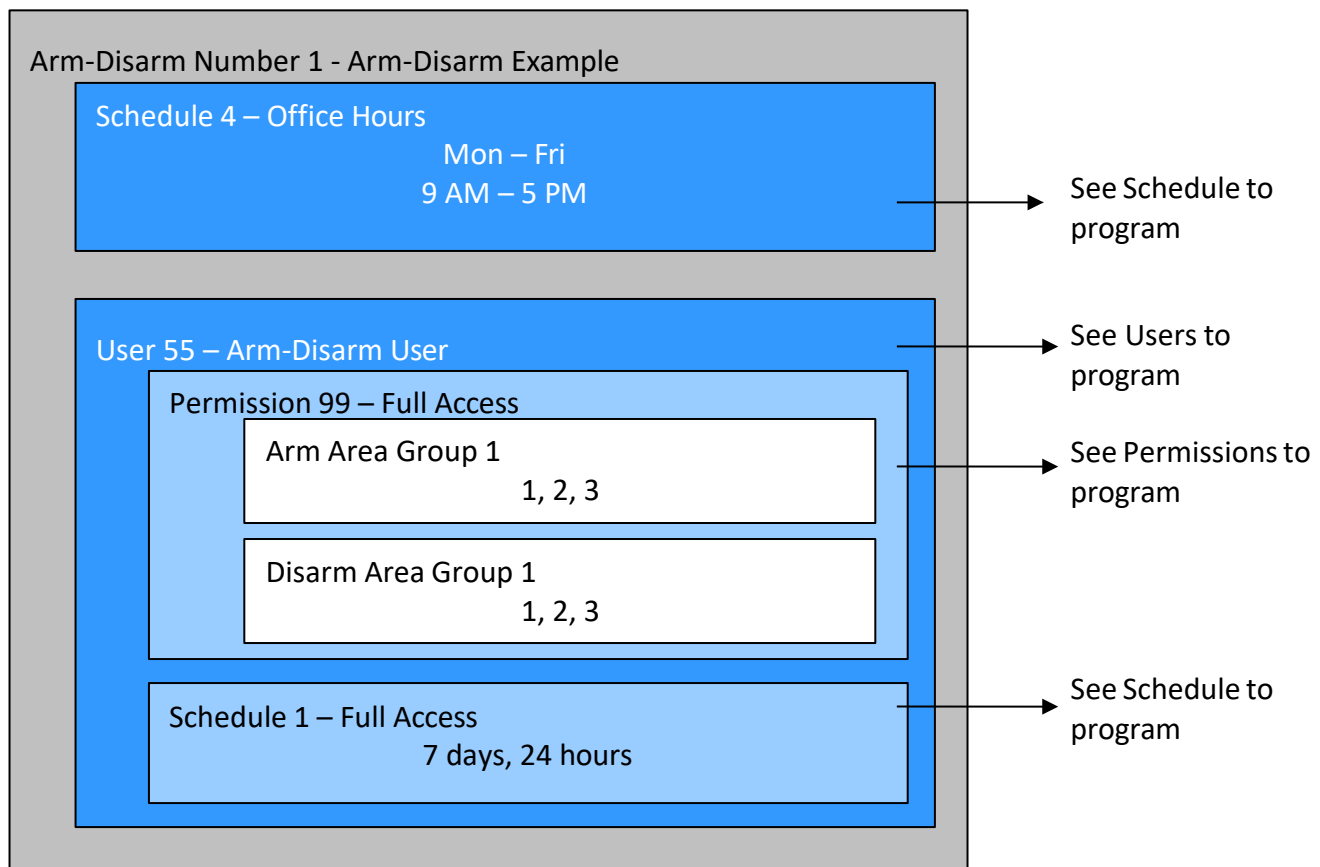 Arm-Disarm Number 1 - Arm-Disarm Example
Schedule 4 – Office Hours
Mon – Fri
9 AM – 5 PM
See Schedule to
program
User 55 – Arm-Disarm User
See Users to
program
Permission 99 – Full Access
Arm Area Group 1
1, 2, 3
See Permissions to
program
Disarm Area Group 1
1, 2, 3
Schedule 1 – Full Access
7 days, 24 hours
See Schedule to
program